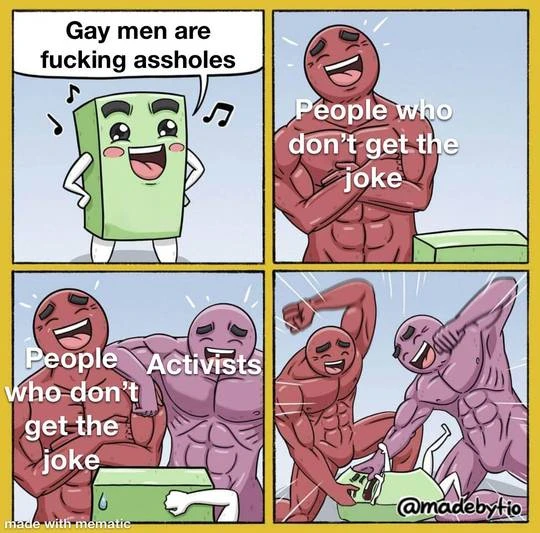 Gay men are
fucking assholes
People who
don't get the
joke
People
who don't
get the
joke
Activists
made with mematic
@madebytio